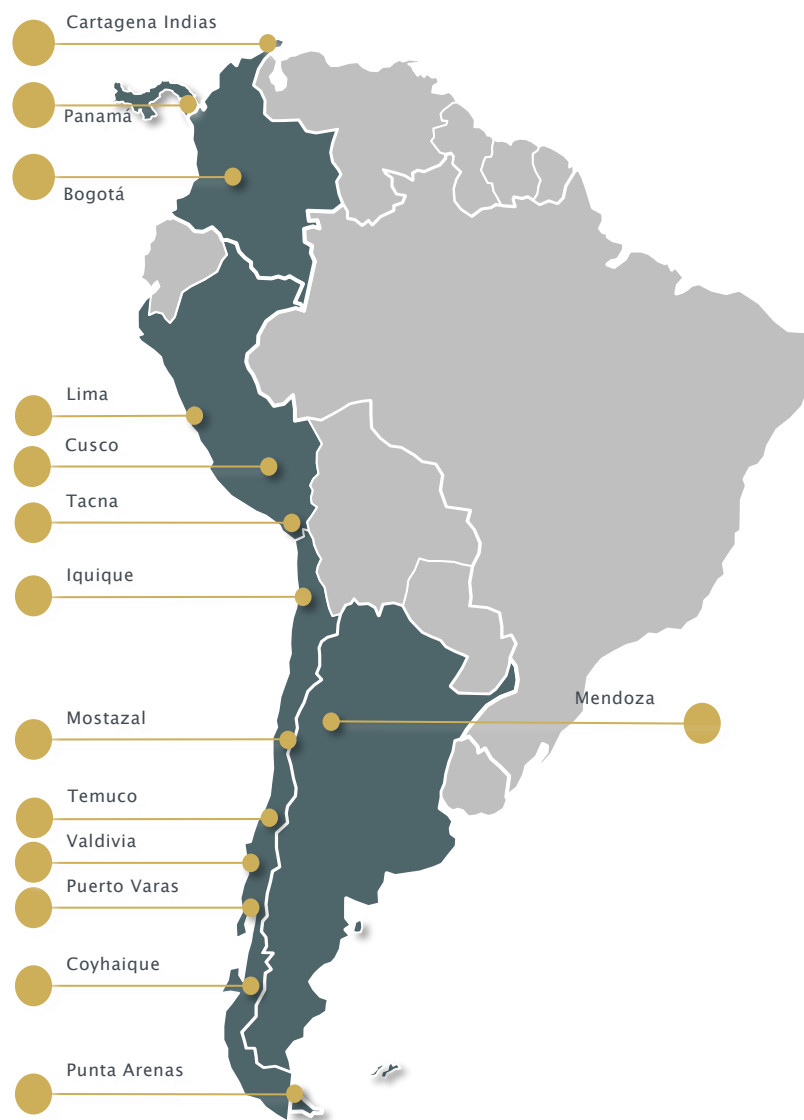 Cartagena Indias
Panamá
Bogotá
Lima
Cusco
Tacna
Iquique
Mendoza
Mostazal
Temuco
Valdivia
Puerto Varas
Coyhaique
Punta Arenas